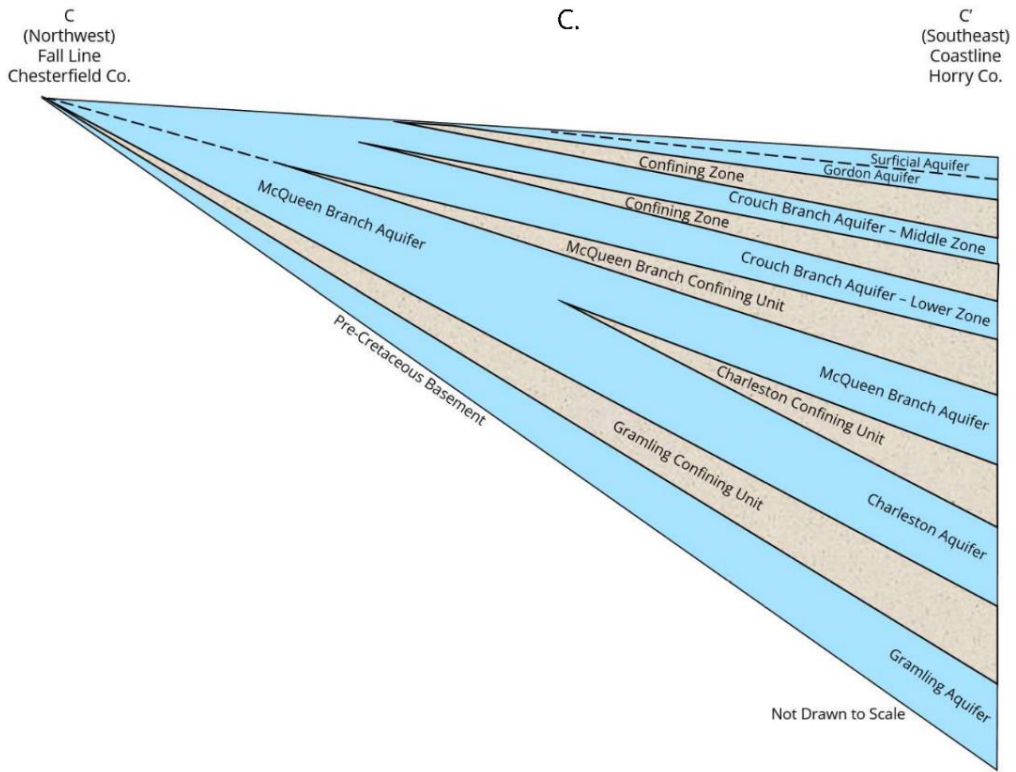 C
(Northwest)
Fall Line
Chesterfield Co.
C.
C'
(Southeast)
Coastline
Horry Co.
Surficial Aquifer
Gordon Aquifer
Confining Zone
Crouch Branch Aquifer – Middle Zone
Confining Zone
Crouch Branch Aquifer – Lower Zone
McQueen Branch Aquifer
McQueen Branch Confining Unit
McQueen Branch Aquifer
Pre-Cretaceous Basement
Charleston Confining Unit
Gramling Confining Unit
Charleston Aquifer
Gramling Aquifer
Not Drawn to Scale